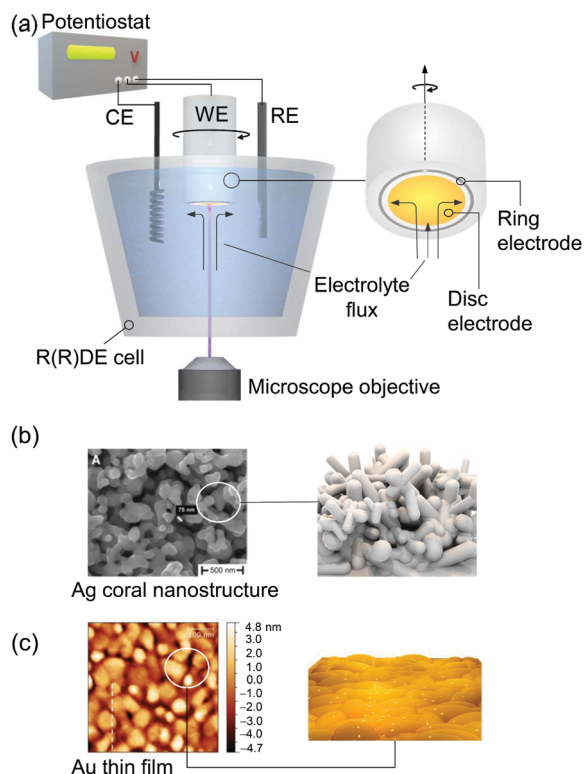 (a)
Potentiostat
V
CE
WE
RE
Ring
electrode
Electrolyte
flux
Disc
electrode
R(R)DE cell
Microscope objective
(b)
A
75 nm
500 nm
Ag coral nanostructure
(c)
100 nm
4.8 nm
3.0
2.0
1.0
0.0
−1.0
−2.0
−3.0
−4.7
Au thin film